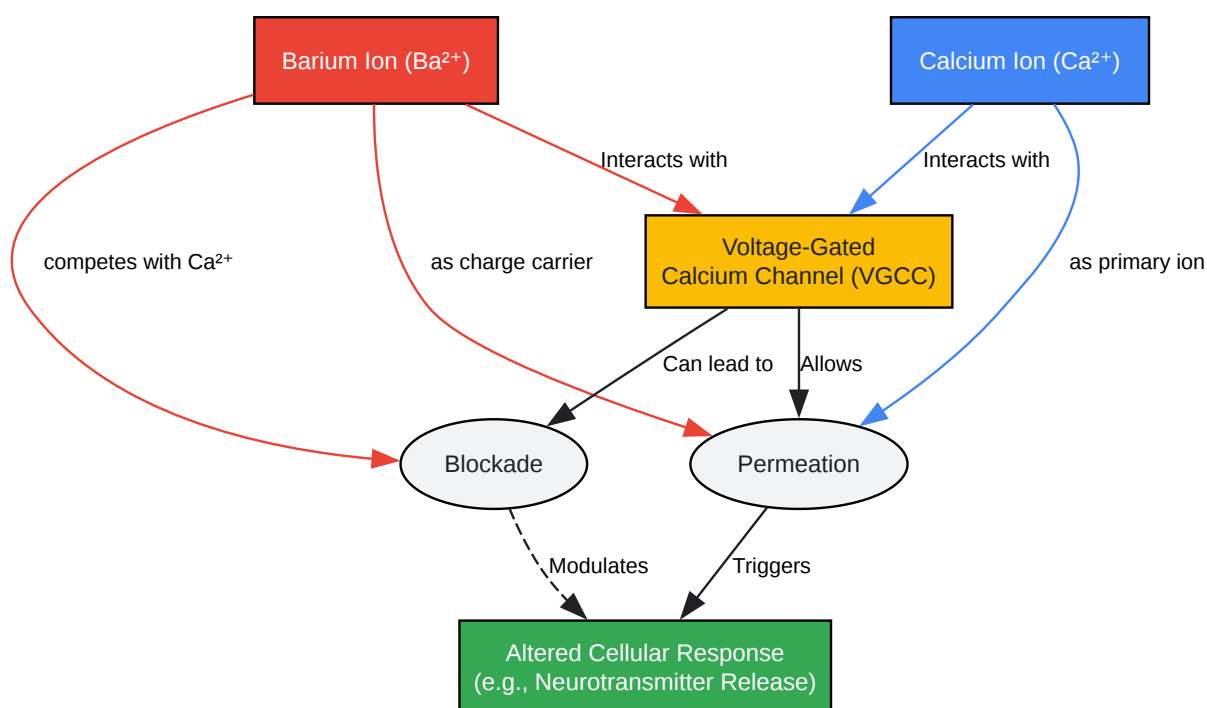 Barium Ion (Ba²⁺)
Calcium Ion (Ca²⁺)
Interacts with
Interacts with
competes with Ca²⁺
as charge carrier
Voltage-Gated
Calcium Channel (VGCC)
as primary ion
Can lead to
Allows
Blockade
Permeation
Modulates
Triggers
Altered Cellular Response
(e.g., Neurotransmitter Release)